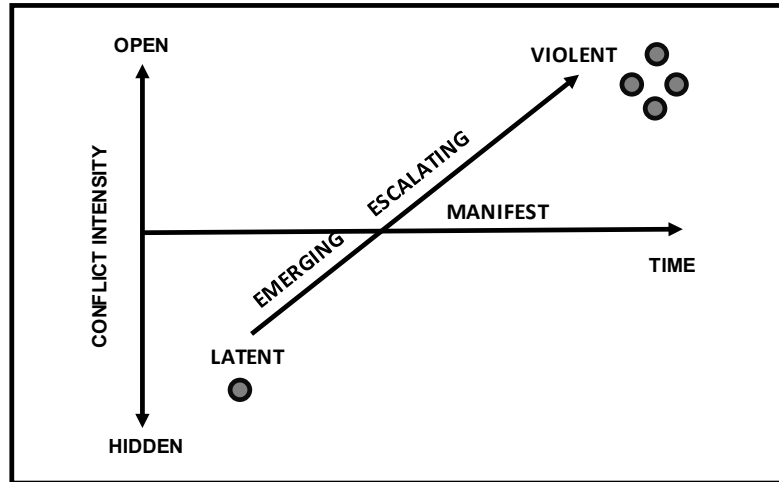 OPEN
VIOLENT
CONFLICT INTENSITY
ESCALATING
MANIFEST
EMERGING
TIME
LATENT
HIDDEN